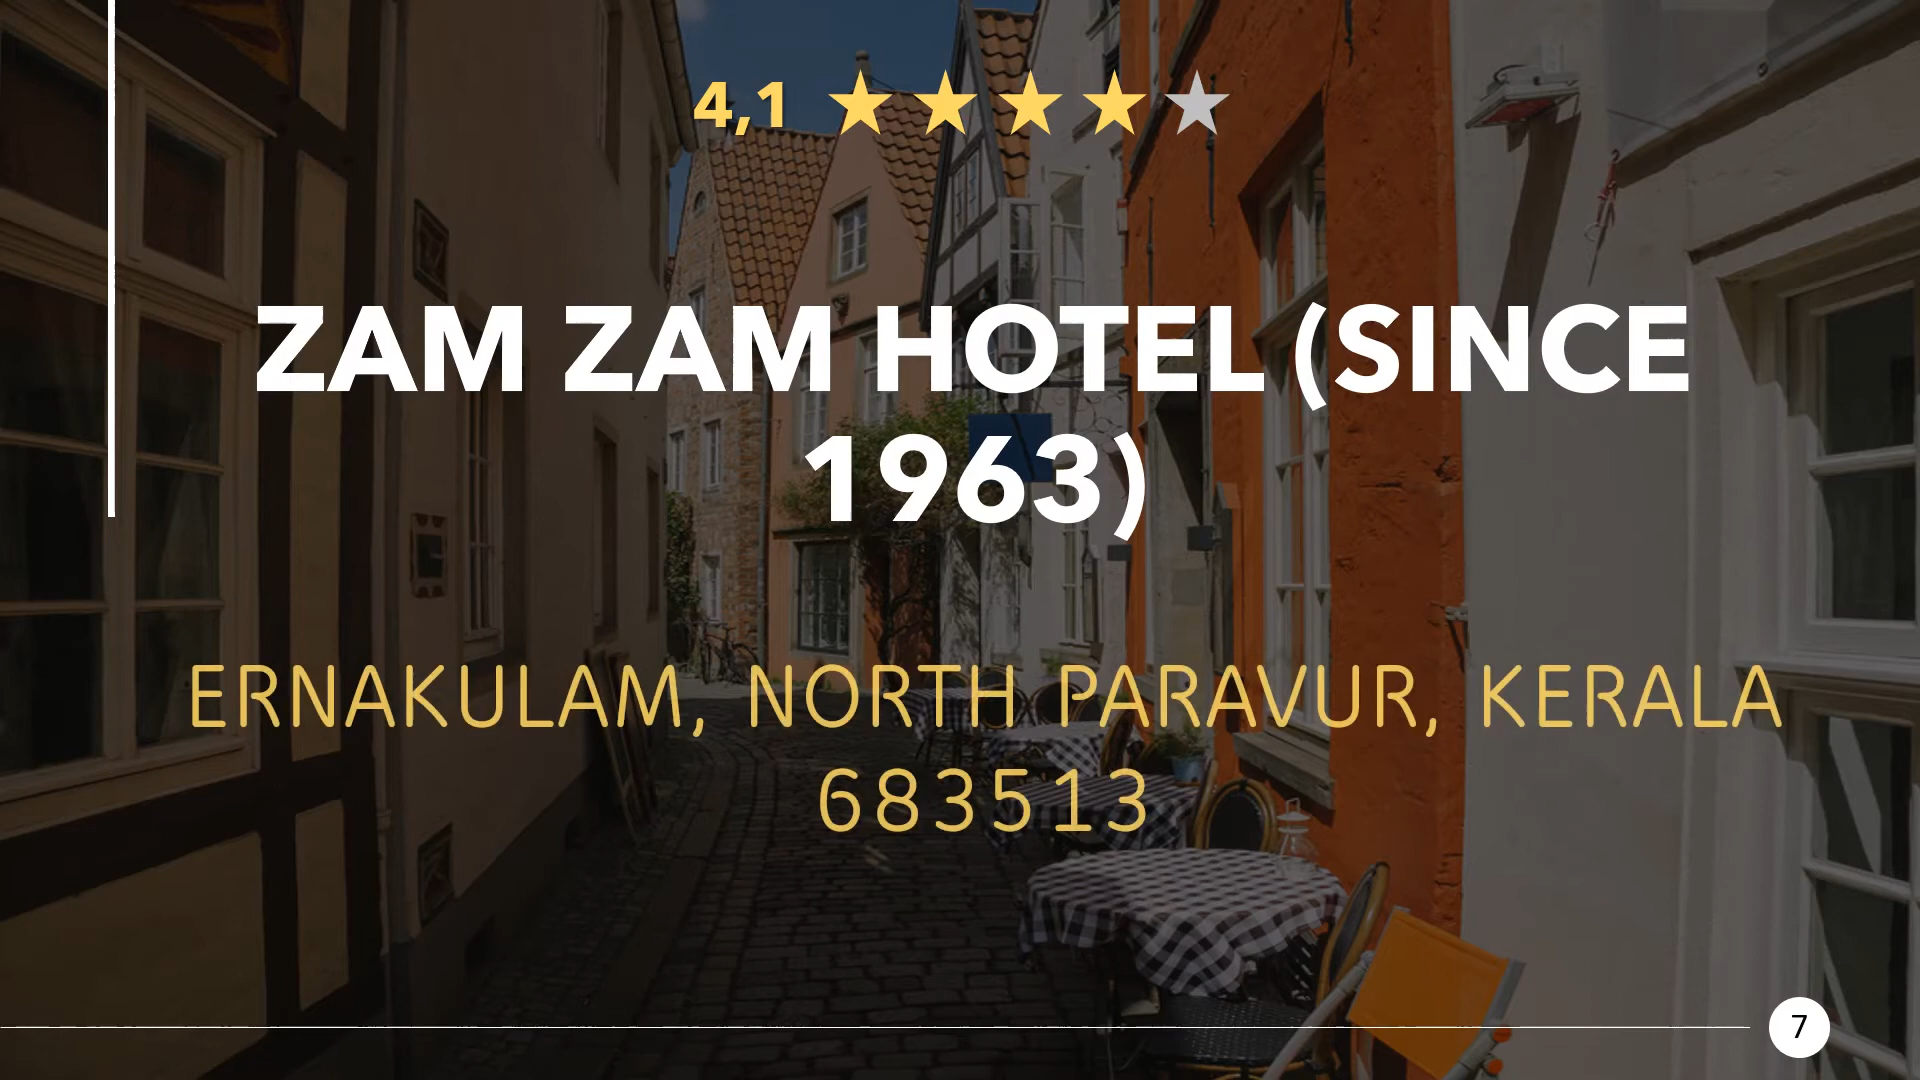 4,1
ZAM ZAM HOTEL (SINCE
1963)
ERNAKULAM, NORTH PARAVUR, KERALA
683513
7